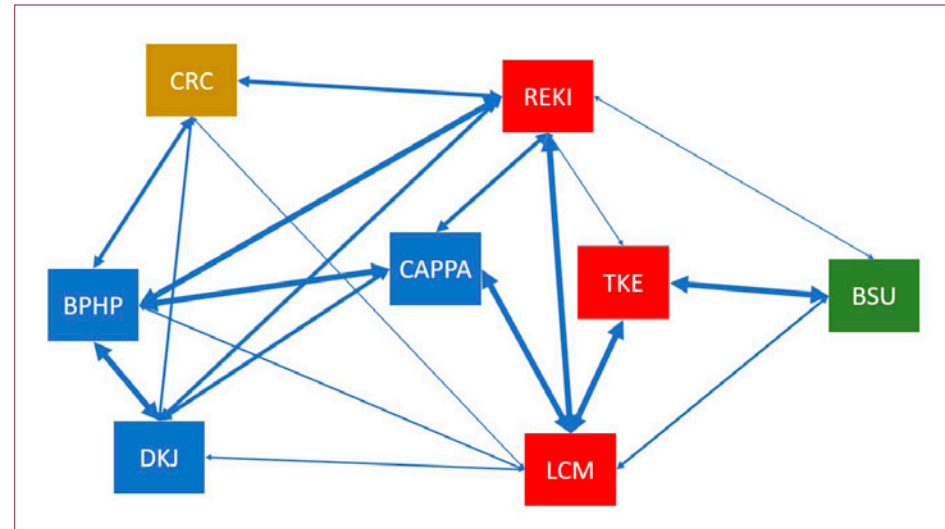 CRC
REKI
CAPPA
TKE
BPHP
BSU
DKJ
LCM